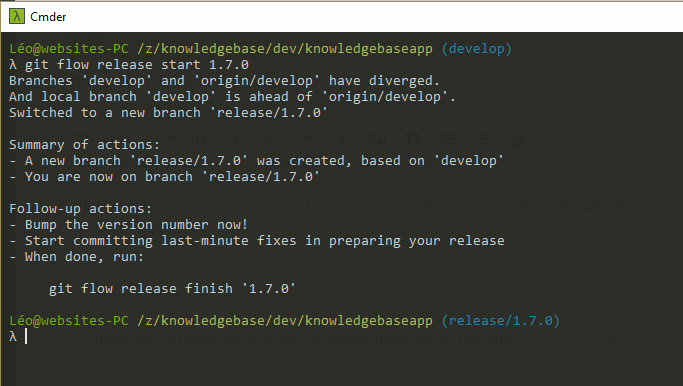 λ Cmder
Léo@websites-PC /z/knowledgebase/dev/knowledgebaseapp (develop)
λ git flow release start 1.7.0
Branches 'develop' and 'origin/develop' have diverged.
And local branch 'develop' is ahead of 'origin/develop'.
Switched to a new branch 'release/1.7.0'
Summary of actions:
- A new branch 'release/1.7.0' was created, based on 'develop'
- You are now on branch 'release/1.7.0'
Follow-up actions:
- Bump the version number now!
- Start committing last-minute fixes in preparing your release
- When done, run:
git flow release finish '1.7.0'
Léo@websites-PC /z/knowledgebase/dev/knowledgebaseapp (release/1.7.0)
λ